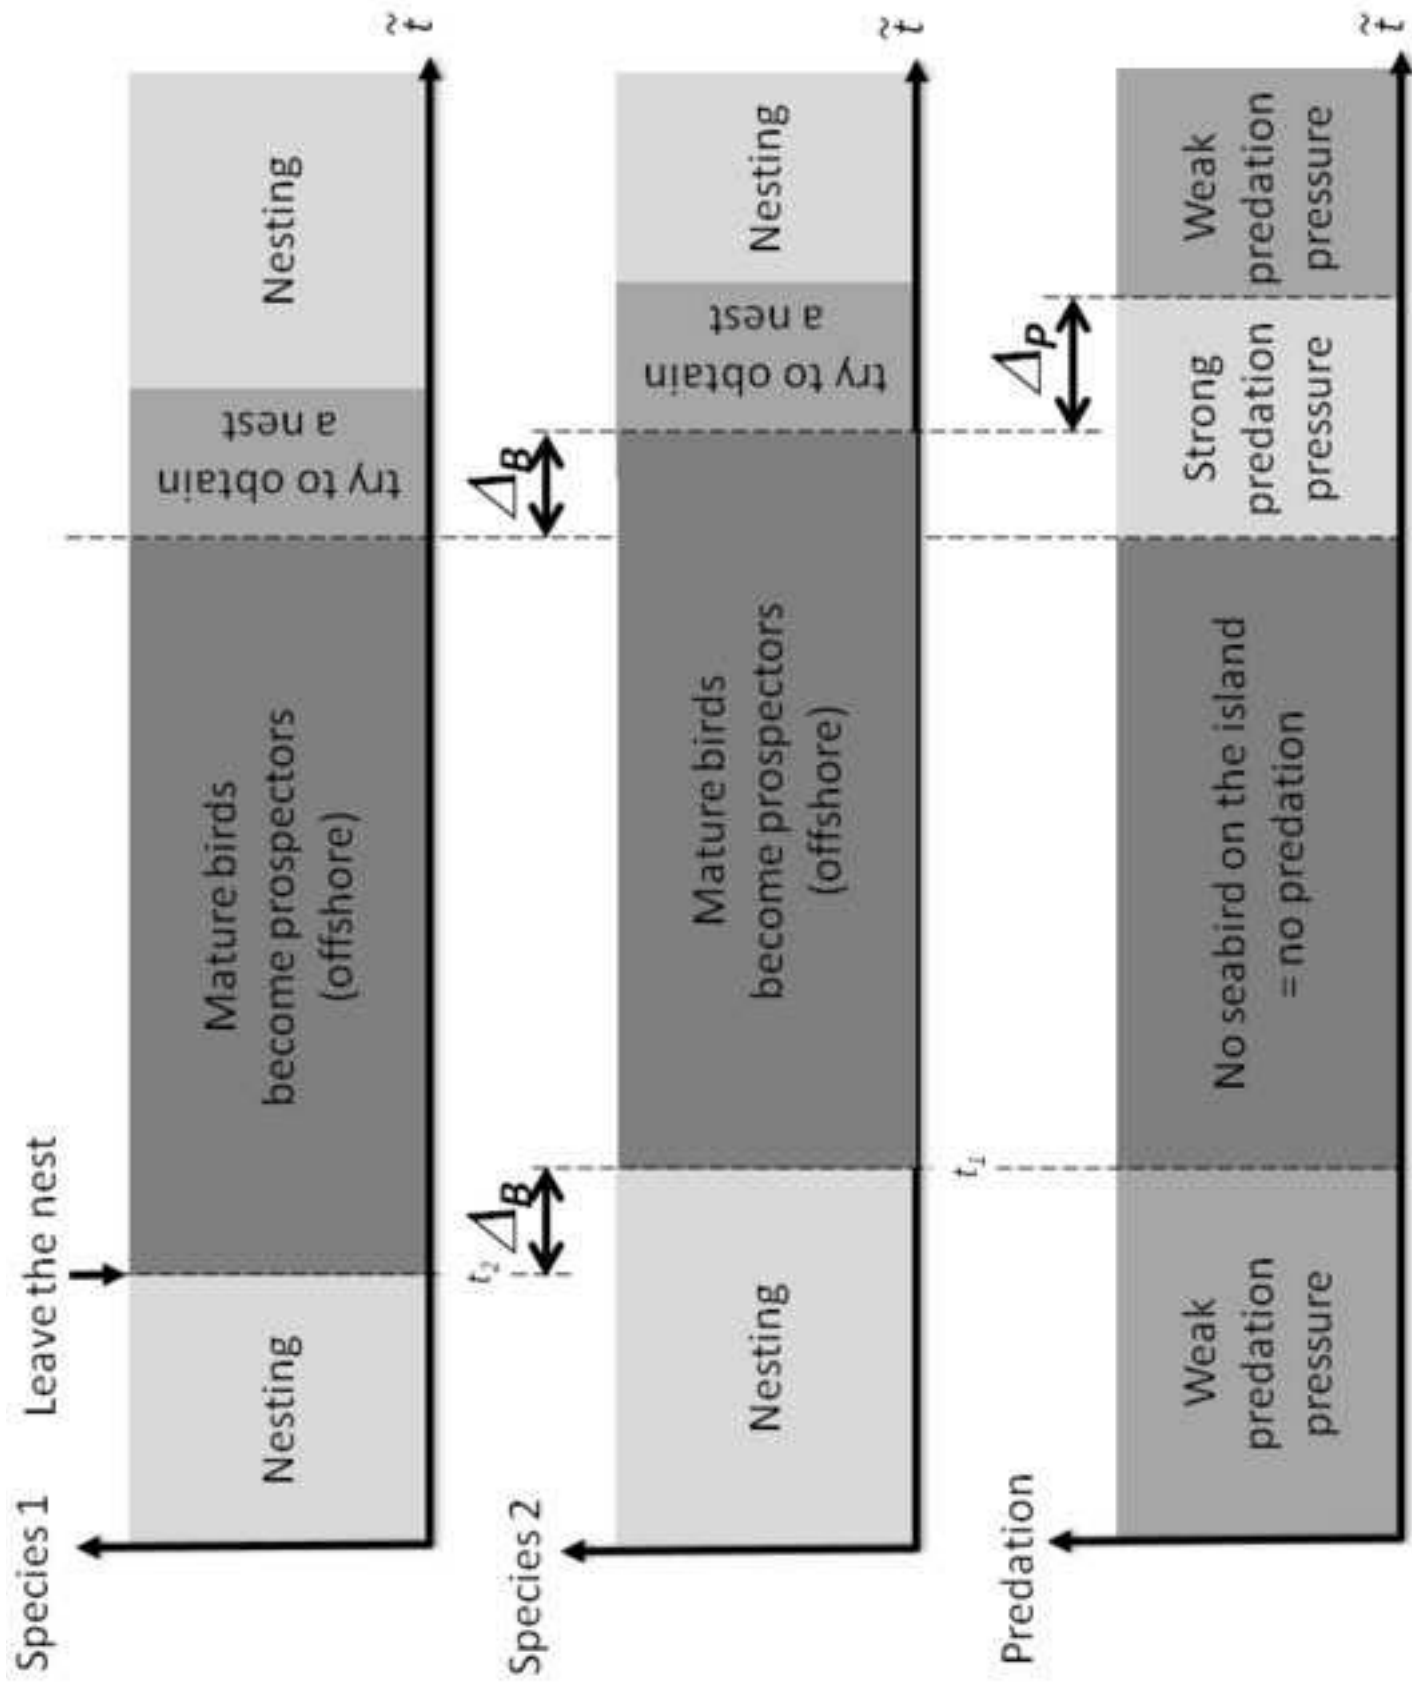 Species 1
Leave the nest
Nesting
Mature birds
become prospectors
(offshore)
try to obtain
a nest
Nesting
t̃
Species 2
t₂
Δ_B
Δ_B
Nesting
Mature birds
become prospectors
(offshore)
try to obtain
a nest
Nesting
t̃
t₁
Predation
Δ_P
Weak
predation
pressure
No seabird on the island
= no predation
Strong
predation
pressure
Weak
predation
pressure
t̃